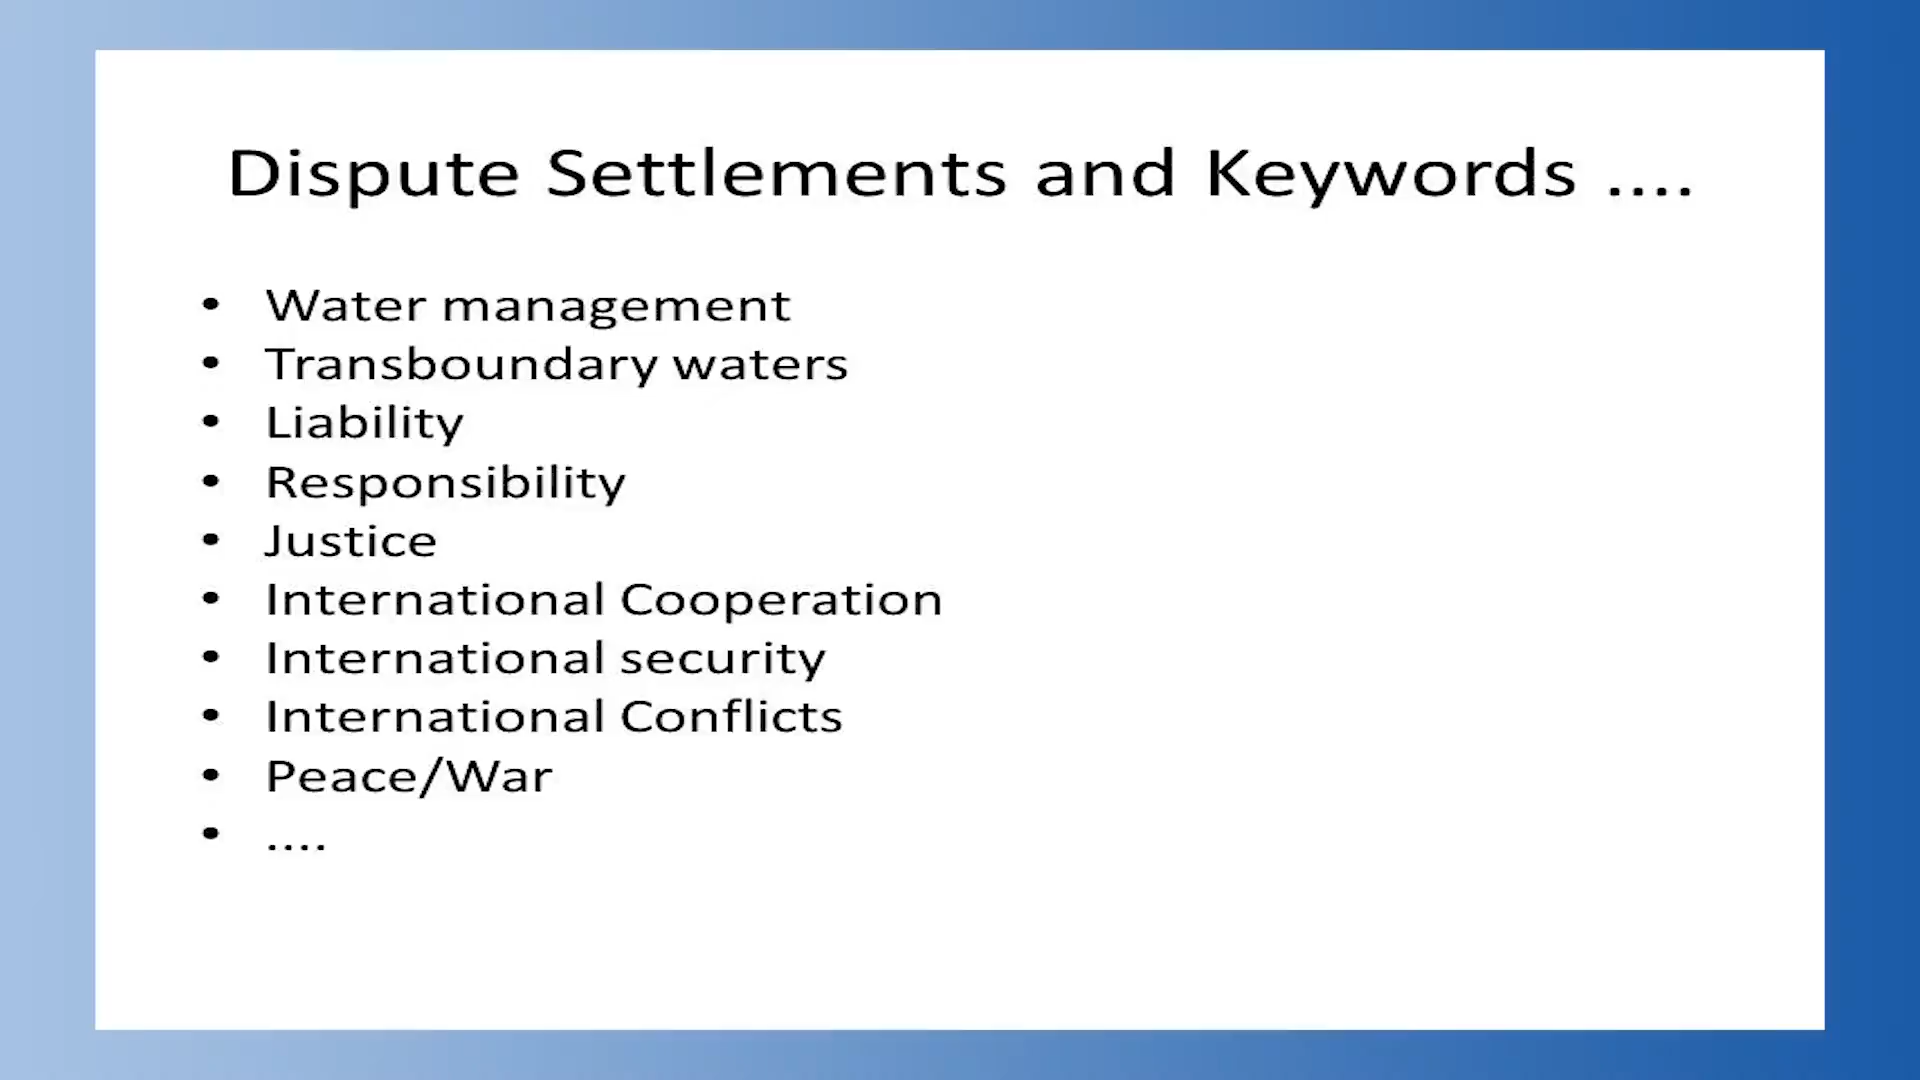 Dispute Settlements and Keywords ....
• Water management
• Transboundary waters
• Liability
• Responsibility
• Justice
• International Cooperation
• International security
• International Conflicts
• Peace/War
• ....